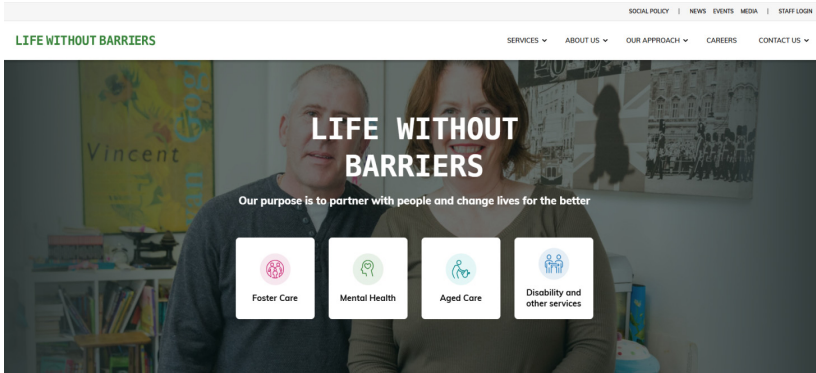 SOCIAL POLICY | NEWS EVENTS MEDIA | STAFF LOGIN
LIFE WITHOUT BARRIERS
SERVICES ABOUT US OUR APPROACH CAREERS CONTACT US
Vincent
LIFE WITHOUT
BARRIERS
Our purpose is to partner with people and change lives for the better
Foster Care
Mental Health
Aged Care
Disability and
other services